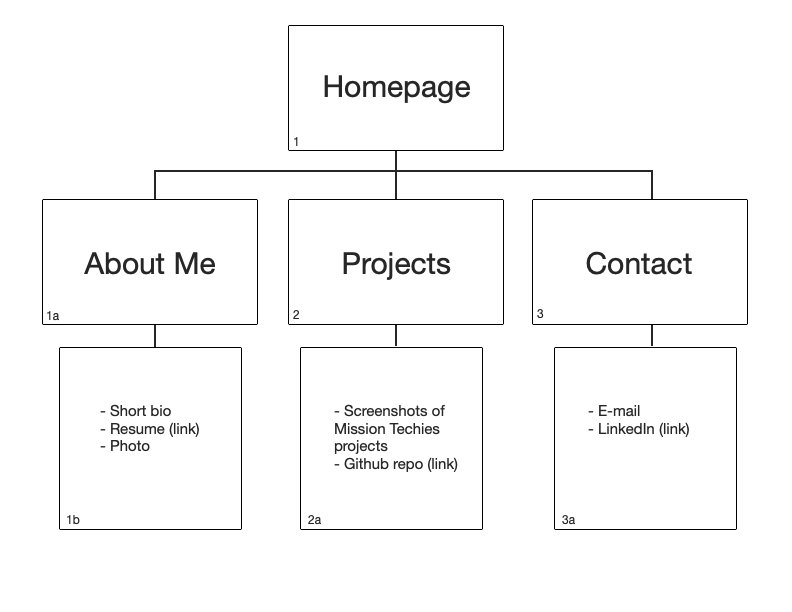 Homepage
1
About Me
1a
Projects
2
Contact
3
- Short bio
- Resume (link)
- Photo
1b
- Screenshots of
Mission Techies
projects
- Github repo (link)
2a
- E-mail
- LinkedIn (link)
3a